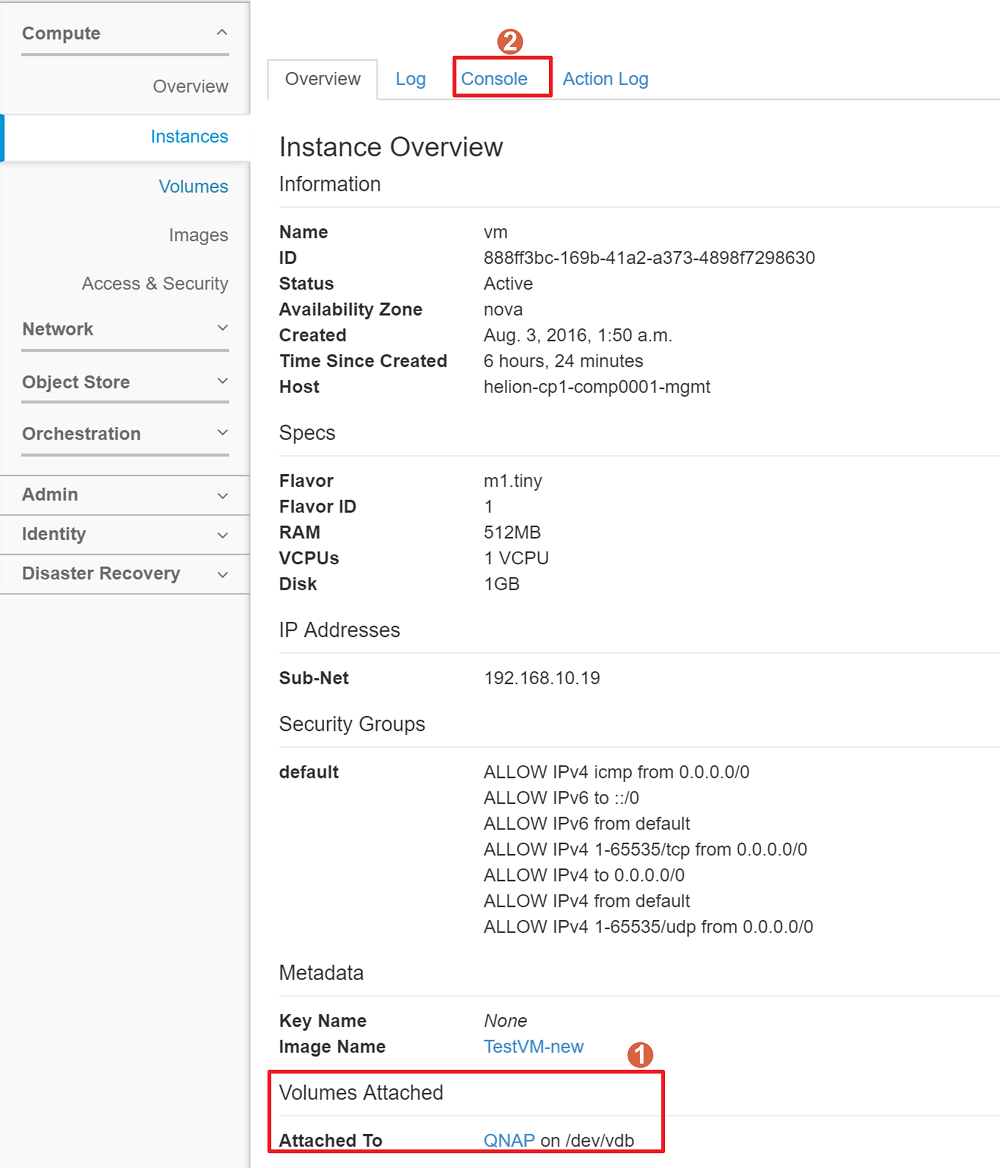 Compute
Overview
Instances
Volumes
Images
Access & Security
Network
Object Store
Orchestration
Admin
Identity
Disaster Recovery
2
Overview Log Console Action Log
Instance Overview
Information
Name vm
ID 888ff3bc-169b-41a2-a373-4898f7298630
Status Active
Availability Zone nova
Created Aug. 3, 2016, 1:50 a.m.
Time Since Created 6 hours, 24 minutes
Host helion-cp1-comp0001-mgmt
Specs
Flavor m1.tiny
Flavor ID 1
RAM 512MB
VCPUs 1 VCPU
Disk 1GB
IP Addresses
Sub-Net 192.168.10.19
Security Groups
default ALLOW IPv4 icmp from 0.0.0.0/0
ALLOW IPv6 to ::/0
ALLOW IPv6 from default
ALLOW IPv4 1-65535/tcp from 0.0.0.0/0
ALLOW IPv4 to 0.0.0.0/0
ALLOW IPv4 from default
ALLOW IPv4 1-65535/udp from 0.0.0.0/0
Metadata
Key Name None
Image Name TestVM-new
1
Volumes Attached
Attached To QNAP on /dev/vdb